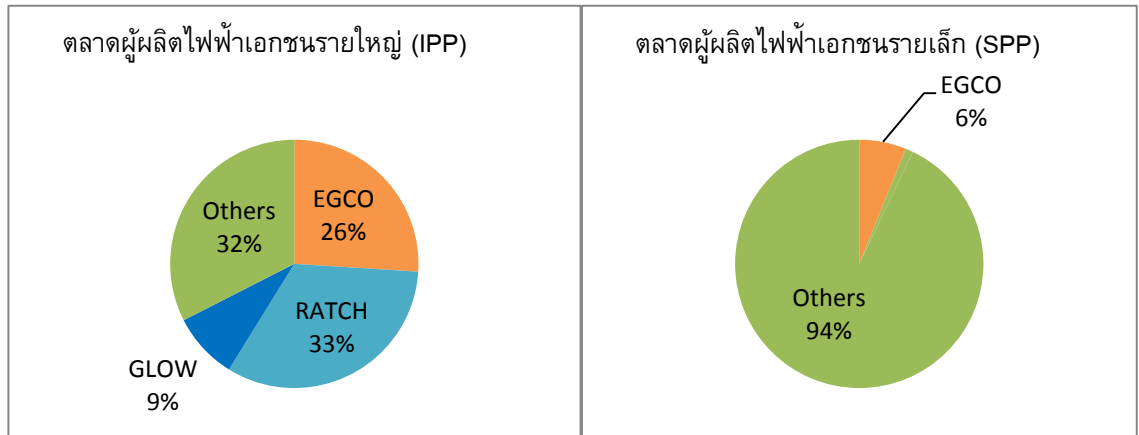 ตลาดผู้ผลิตไฟฟ้าเอกชนรายใหญ่ (IPP)
EGCO
26%
RATCH
33%
GLOW
9%
Others
32%
ตลาดผู้ผลิตไฟฟ้าเอกชนรายเล็ก (SPP)
EGCO
6%
Others
94%